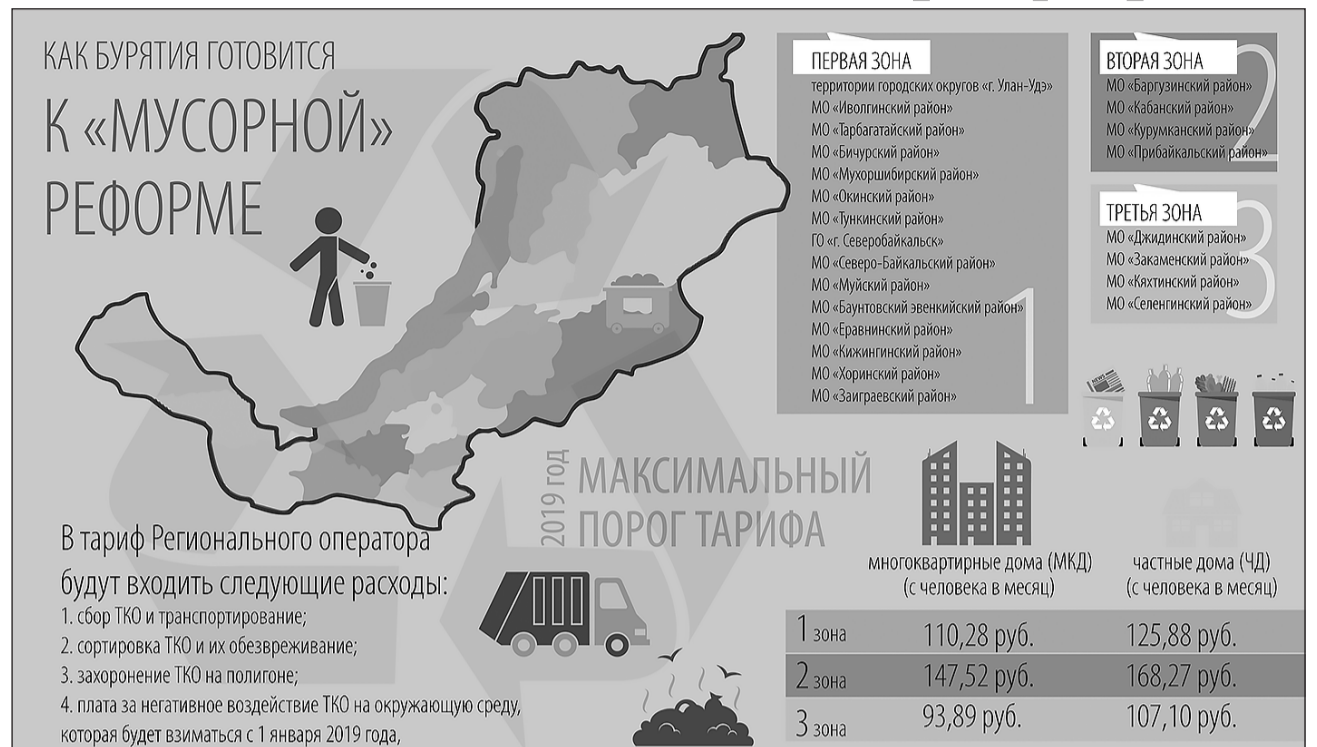 КАК БУРЯТИЯ ГОТОВИТСЯ
К «МУСОРНОЙ»
РЕФОРМЕ
ПЕРВАЯ ЗОНА
территории городских округов «г. Улан-Удэ»
МО «Иволгинский район»
МО «Тарбагатайский район»
МО «Бичурский район»
МО «Мухоршибирский район»
МО «Окинский район»
МО «Тункинский район»
ГО «г. Северобайкальск»
МО «Северо-Байкальский район»
МО «Муйский район»
МО «Баунтовский эвенкийский район»
МО «Еравнинский район»
МО «Кижингинский район»
МО «Хоринский район»
МО «Заиграевский район»
1
ВТОРАЯ ЗОНА
МО «Баргузинский район»
МО «Кабанский район»
МО «Курумканский район»
МО «Прибайкальский район»
2
ТРЕТЬЯ ЗОНА
МО «Джидинский район»
МО «Закаменский район»
МО «Кяхтинский район»
МО «Селенгинский район»
3
NEWS
2019 год
МАКСИМАЛЬНЫЙ
ПОРОГ ТАРИФА
многоквартирные дома (МКД)
(с человека в месяц)
частные дома (ЧД)
(с человека в месяц)
1 зона 110,28 руб. 125,88 руб.
2 зона 147,52 руб. 168,27 руб.
3 зона 93,89 руб. 107,10 руб.
В тариф Регионального оператора
будут входить следующие расходы:
1. сбор ТКО и транспортирование;
2. сортировка ТКО и их обезвреживание;
3. захоронение ТКО на полигоне;
4. плата за негативное воздействие ТКО на окружающую среду,
которая будет взиматься с 1 января 2019 года,